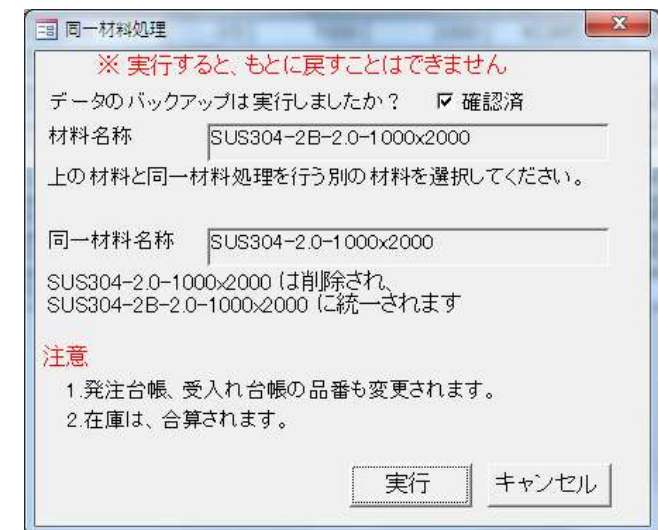 同一材料処理
※ 実行すると、もとに戻すことはできません
データのバックアップは実行しましたか？ 確認済
材料名称 SUS304-2B-2.0-1000x2000
上の材料と同一材料処理を行う別の材料を選択してください。
同一材料名称 SUS304-2.0-1000x2000
SUS304-2.0-1000x2000 は削除され、
SUS304-2B-2.0-1000x2000 に統一されます
注意
1.発注台帳、受入れ台帳の品番も変更されます。
2.在庫は、合算されます。
実行 キャンセル